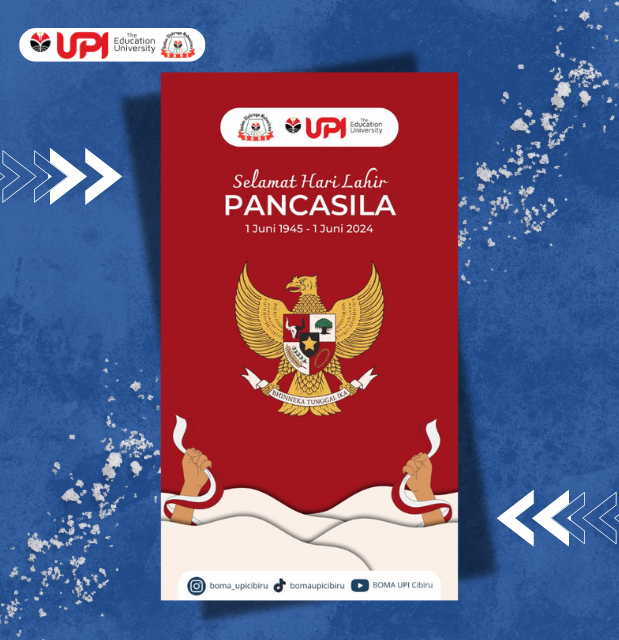 UPI The Education University
UPI The Education University
Selamat Hari Lahir
PANCASILA
1 Juni 1945 - 1 Juni 2024
BHINNEKA TUNGGAL IKA
boma_upicibiru bomaupicibiru BOMA UPI Cibiru